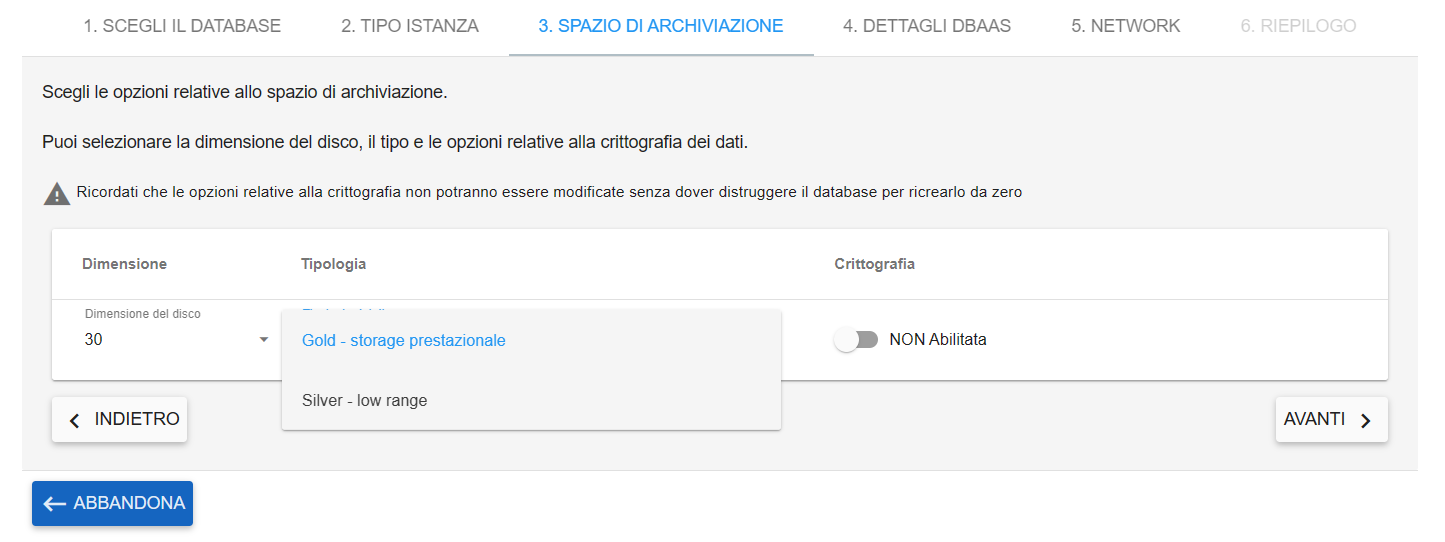 1. SCEGLI IL DATABASE 2. TIPO ISTANZA 3. SPAZIO DI ARCHIVIAZIONE 4. DETTAGLI DBAAS 5. NETWORK 6. RIEPILOGO
Scegli le opzioni relative allo spazio di archiviazione.
Puoi selezionare la dimensione del disco, il tipo e le opzioni relative alla crittografia dei dati.
Ricordati che le opzioni relative alla crittografia non potranno essere modificate senza dover distruggere il database per ricrearlo da zero
Dimensione Tipologia Crittografia
Dimensione del disco
30 Gold - storage prestazionale NON Abilitata
Silver - low range
INDIETRO AVANTI
ABBANDONA